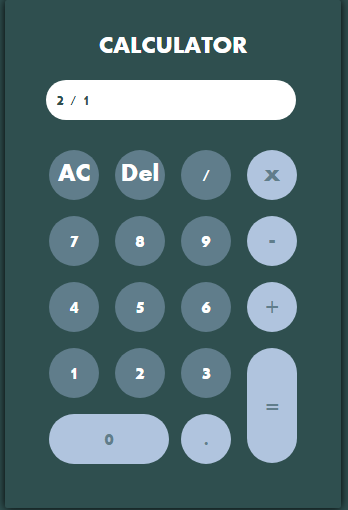 CALCULATOR
2 / 1
AC Del / x
7 8 9 -
4 5 6 +
1 2 3 =
0 .